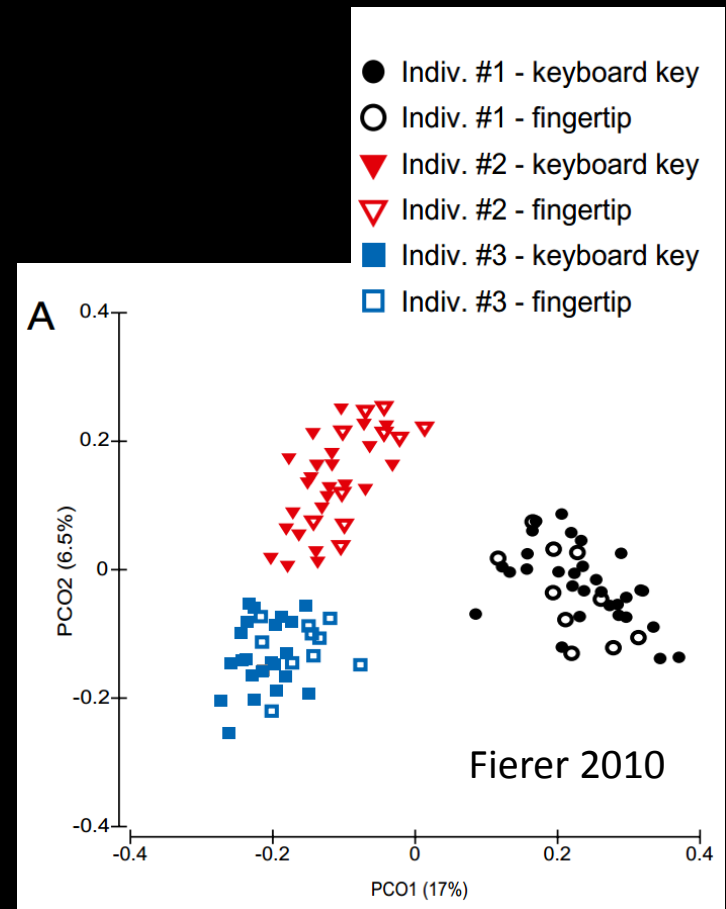 Indiv. #1 - keyboard key
Indiv. #1 - fingertip
Indiv. #2 - keyboard key
Indiv. #2 - fingertip
Indiv. #3 - keyboard key
Indiv. #3 - fingertip
A
0.4
0.2
0
-0.2
-0.4
PCO2 (6.5%)
Fierer 2010
-0.4
-0.2
0
0.2
0.4
PCO1 (17%)